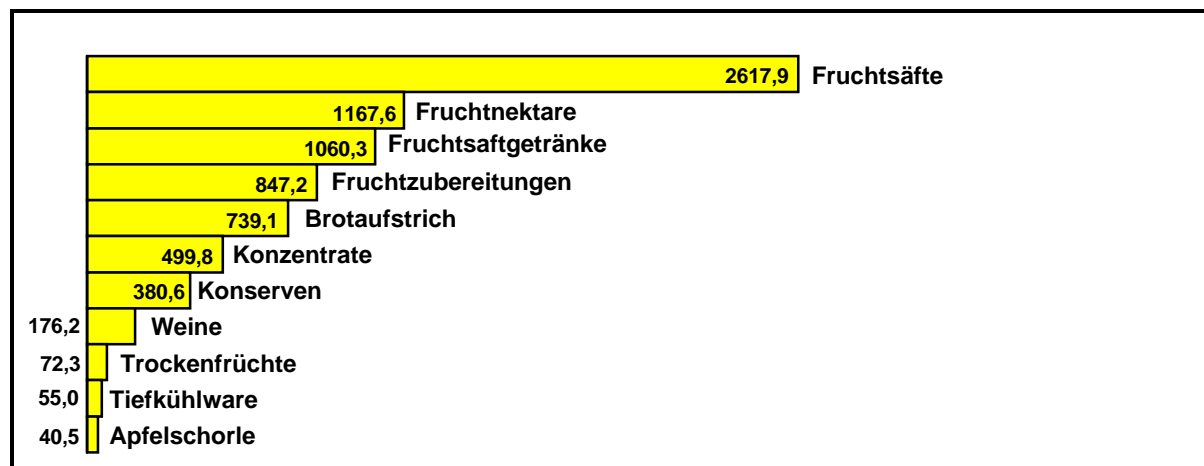 2617,9 Fruchtsäfte
1167,6 Fruchtnektare
1060,3 Fruchtsaftgetränke
847,2 Fruchtzubereitungen
739,1 Brotaufstrich
499,8 Konzentrate
380,6 Konserven
176,2 Weine
72,3 Trockenfrüchte
55,0 Tiefkühlware
40,5 Apfelschorle